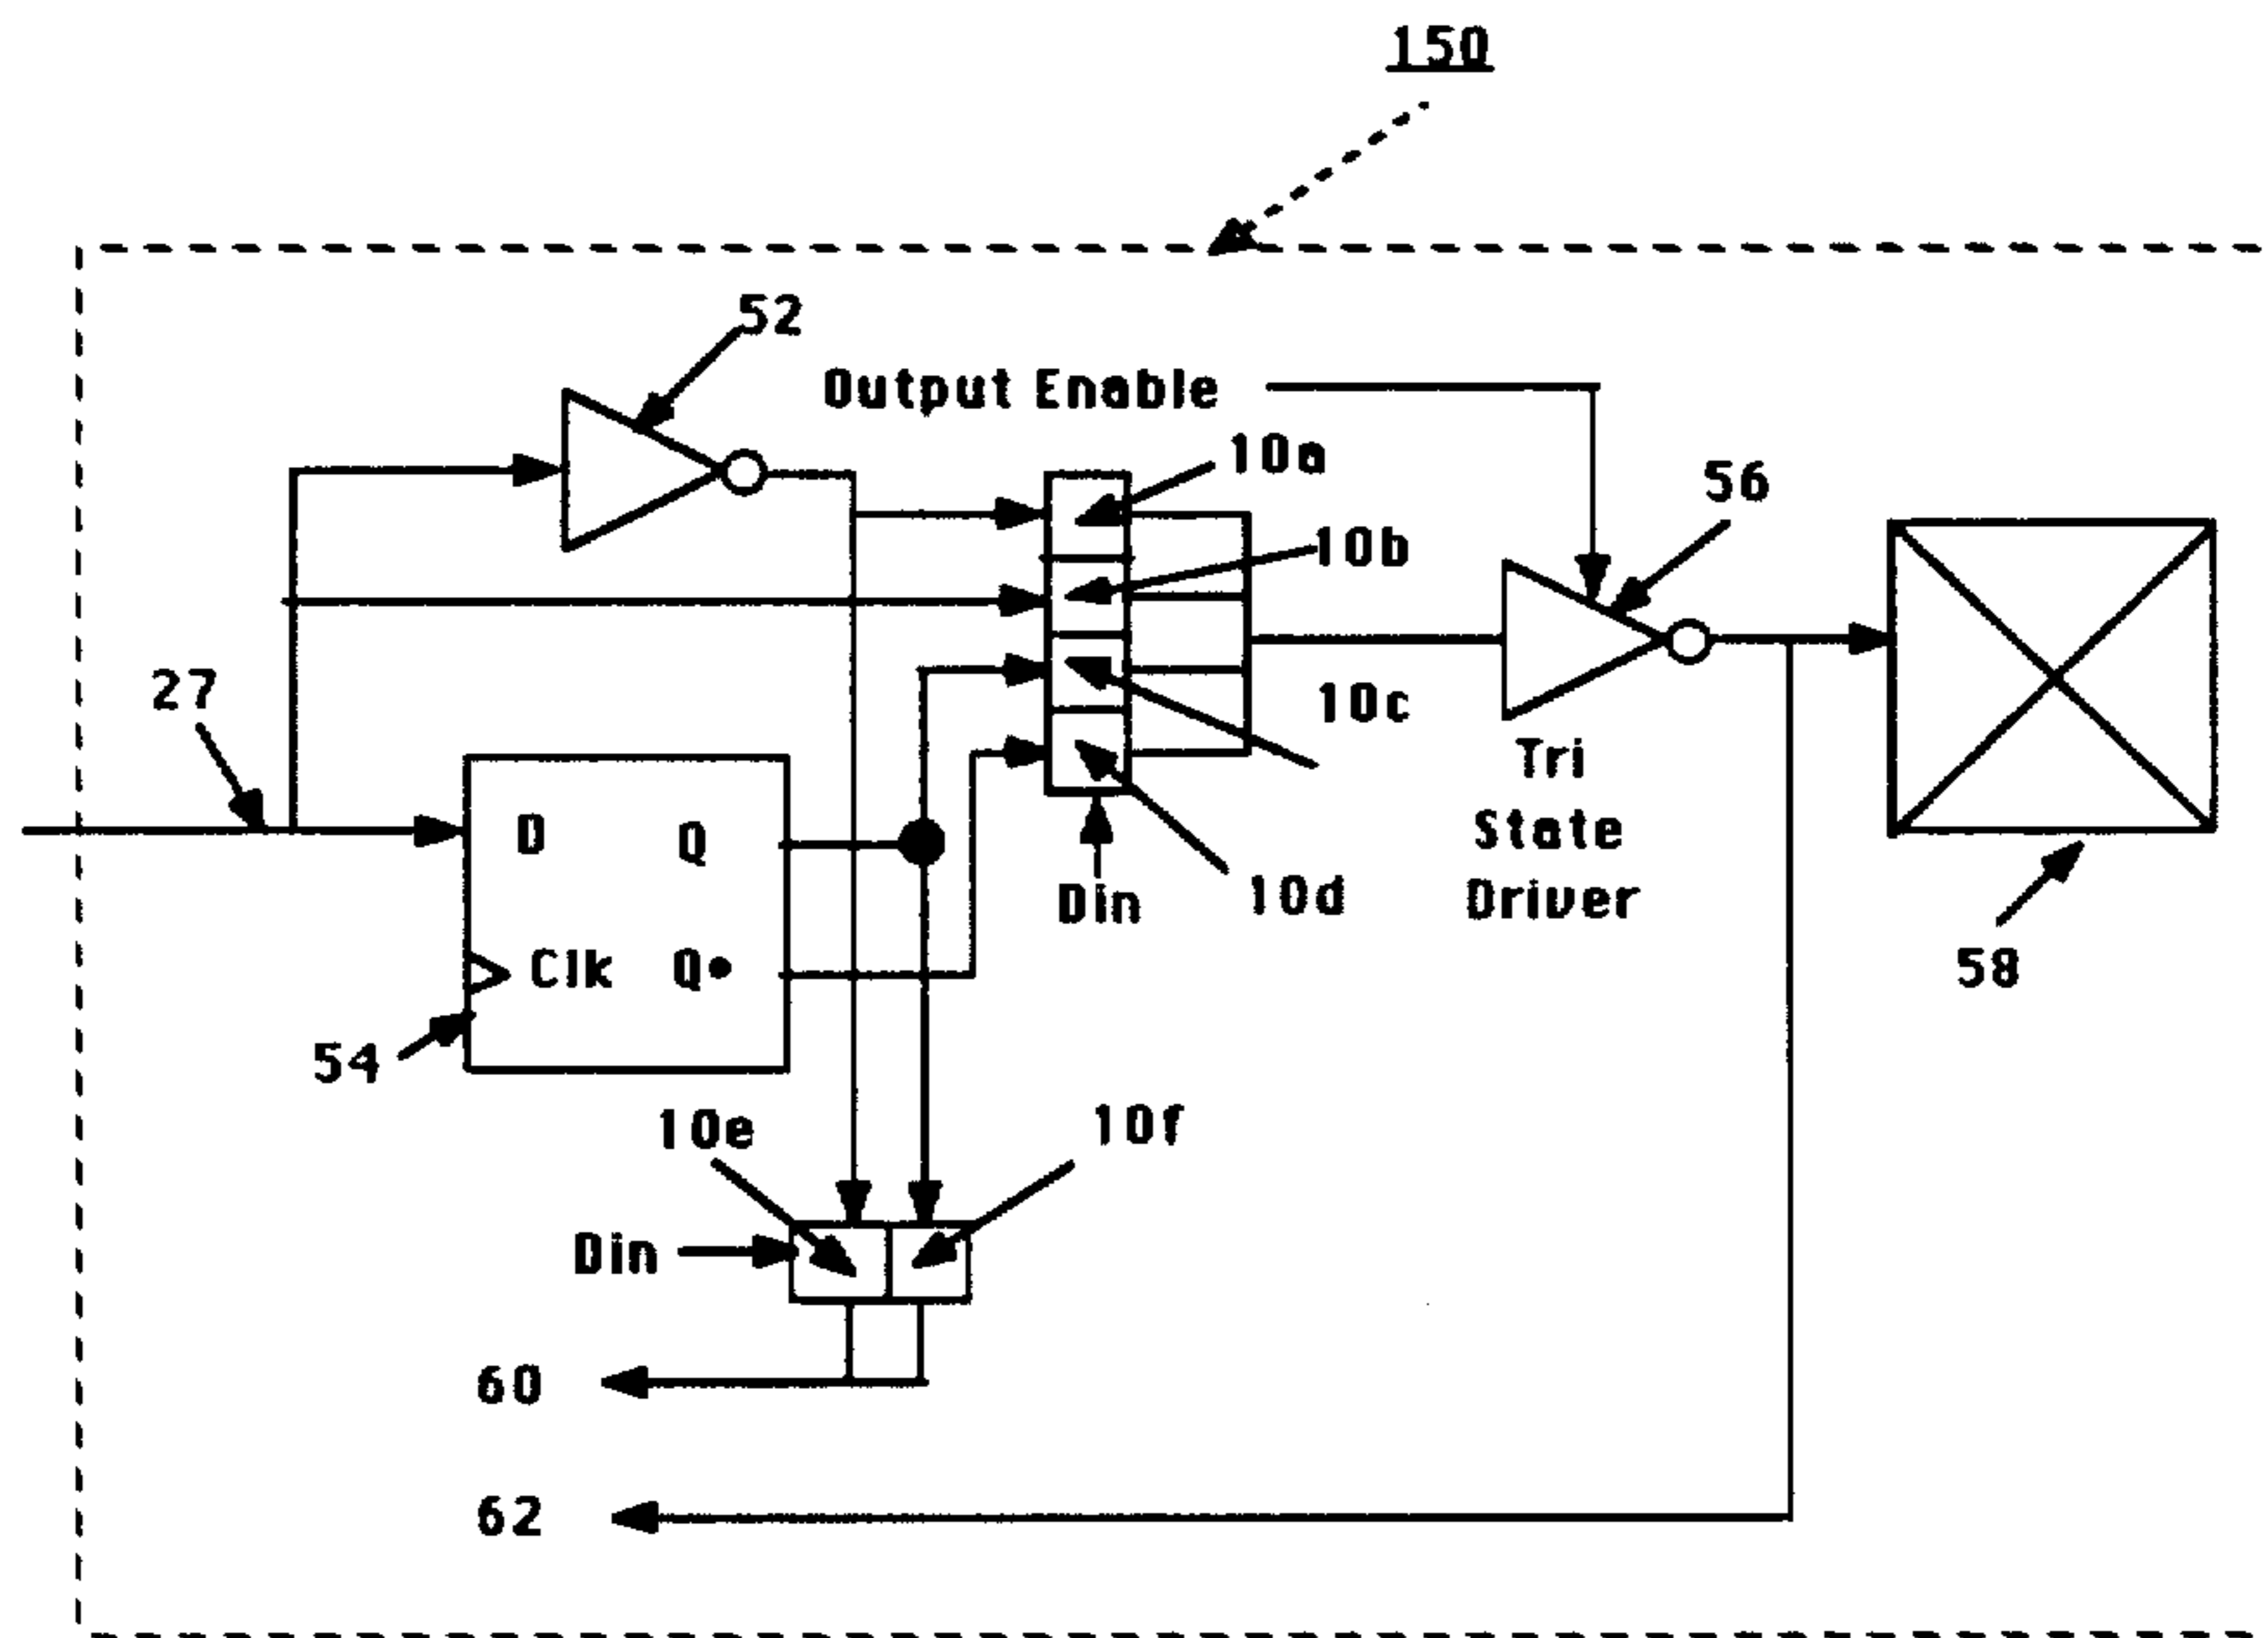 150
52
Output Enable
10a
56
10b
27
10c
Tri
State
Driver
D
Q
Din
10d
Clk
Q•
58
54
10e
10f
Din
60
62